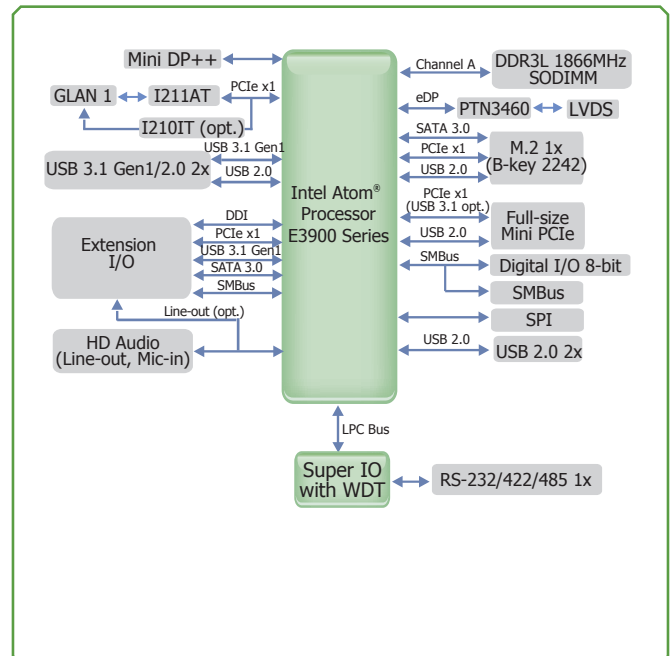 Mini DP++
GLAN 1
I211AT
PCIe x1
I210IT (opt.)
USB 3.1 Gen1/2.0 2x
USB 3.1 Gen1
USB 2.0
Extension
I/O
DDI
PCIe x1
USB 3.1 Gen1
SATA 3.0
SMBus
Line-out (opt.)
HD Audio
(Line-out, Mic-in)
Intel Atom®
Processor
E3900 Series
Channel A
DDR3L 1866MHz
SODIMM
eDP
PTN3460
LVDS
SATA 3.0
PCIe x1
USB 2.0
M.2 1x
(B-key 2242)
PCIe x1
(USB 3.1 opt.)
USB 2.0
Full-size
Mini PCIe
SMBus
Digital I/O 8-bit
SMBus
SPI
USB 2.0
USB 2.0 2x
LPC Bus
Super IO
with WDT
RS-232/422/485 1x